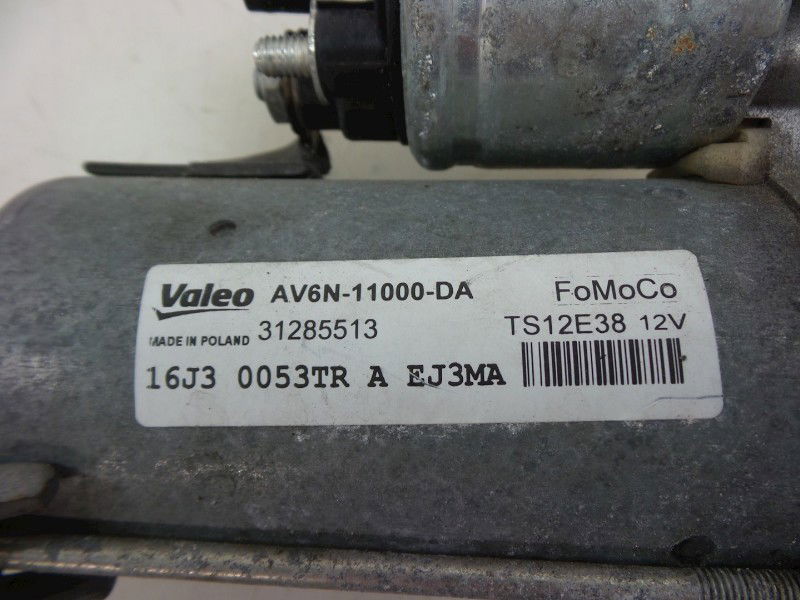 Valeo AV6N-11000-DA FoMoCo
MADE IN POLAND 31285513 TS12E38 12V
16J3 0053TR A EJ3MA